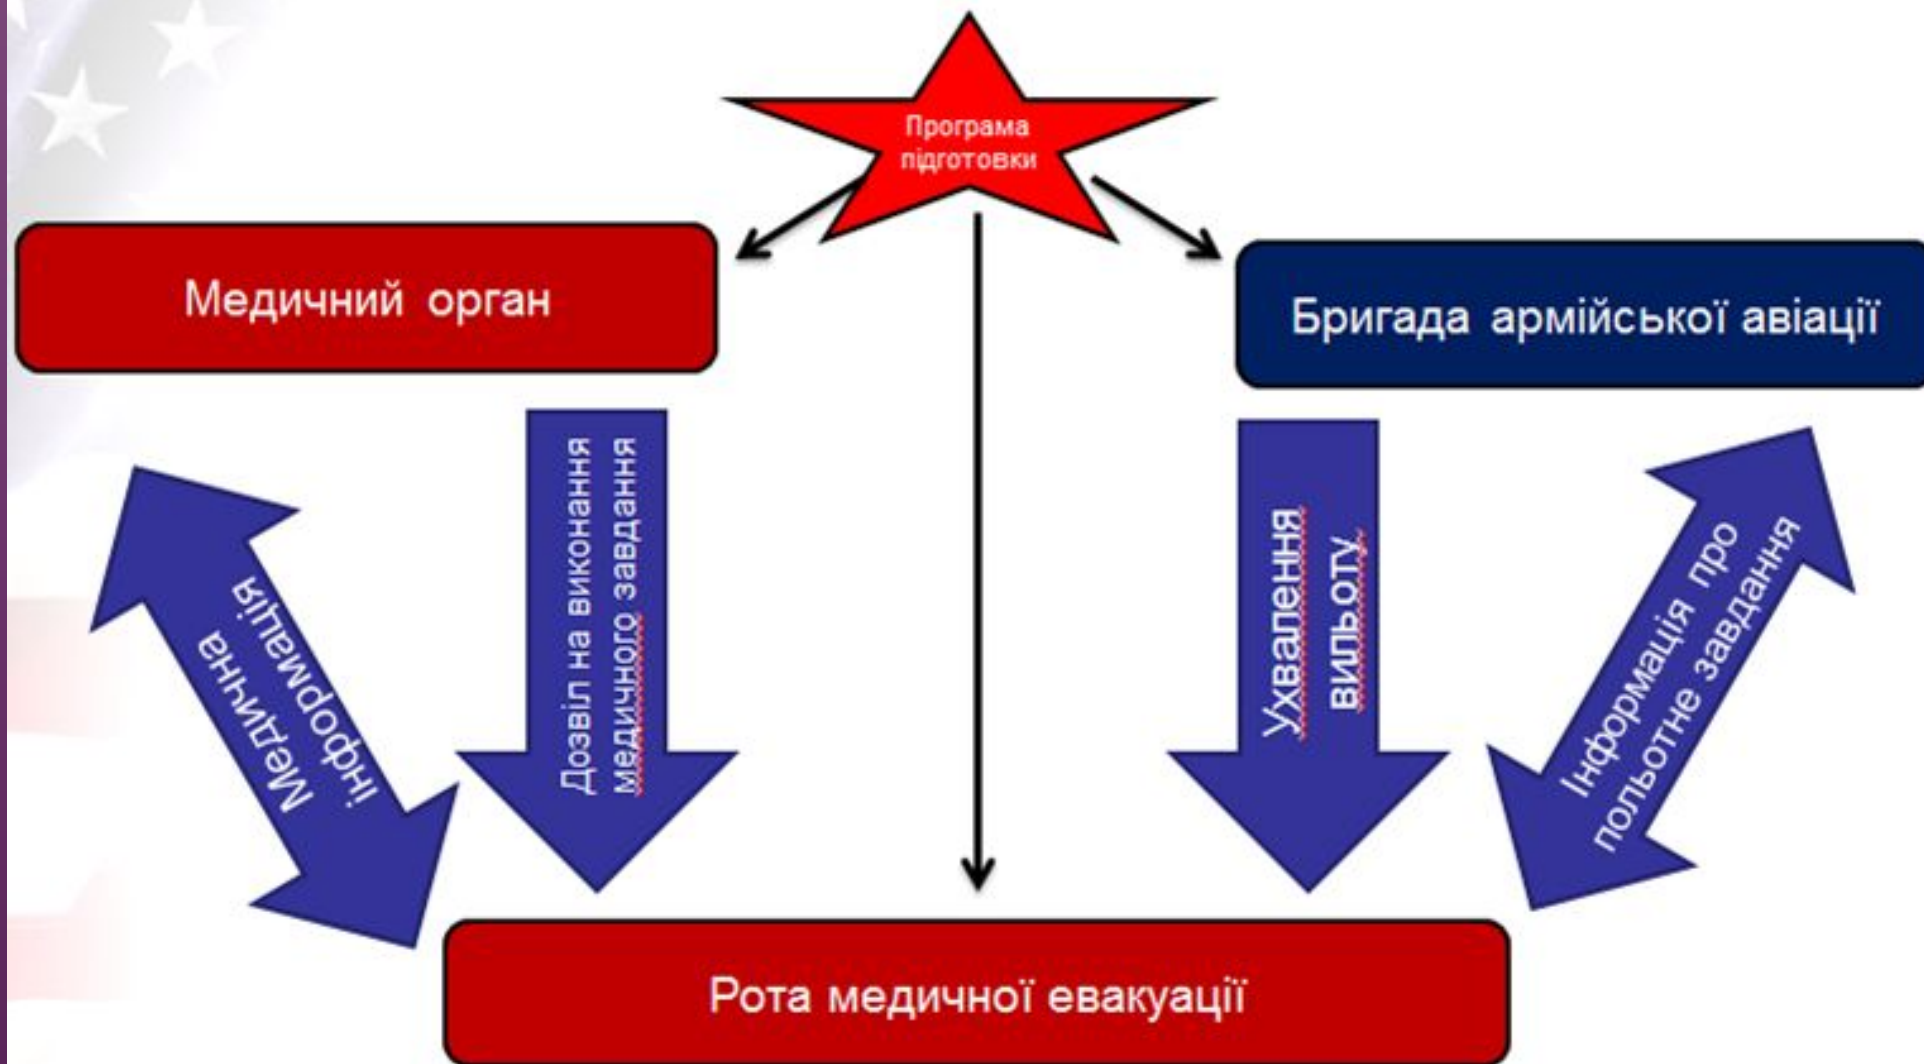 Програма
підготовки
Медичний орган
Бригада армійської авіації
Медична
інформація
Дозвіл на виконання
медичного завдання
Ухвалення
вильоту
Інформація про
польотне завдання
Рота медичної евакуації